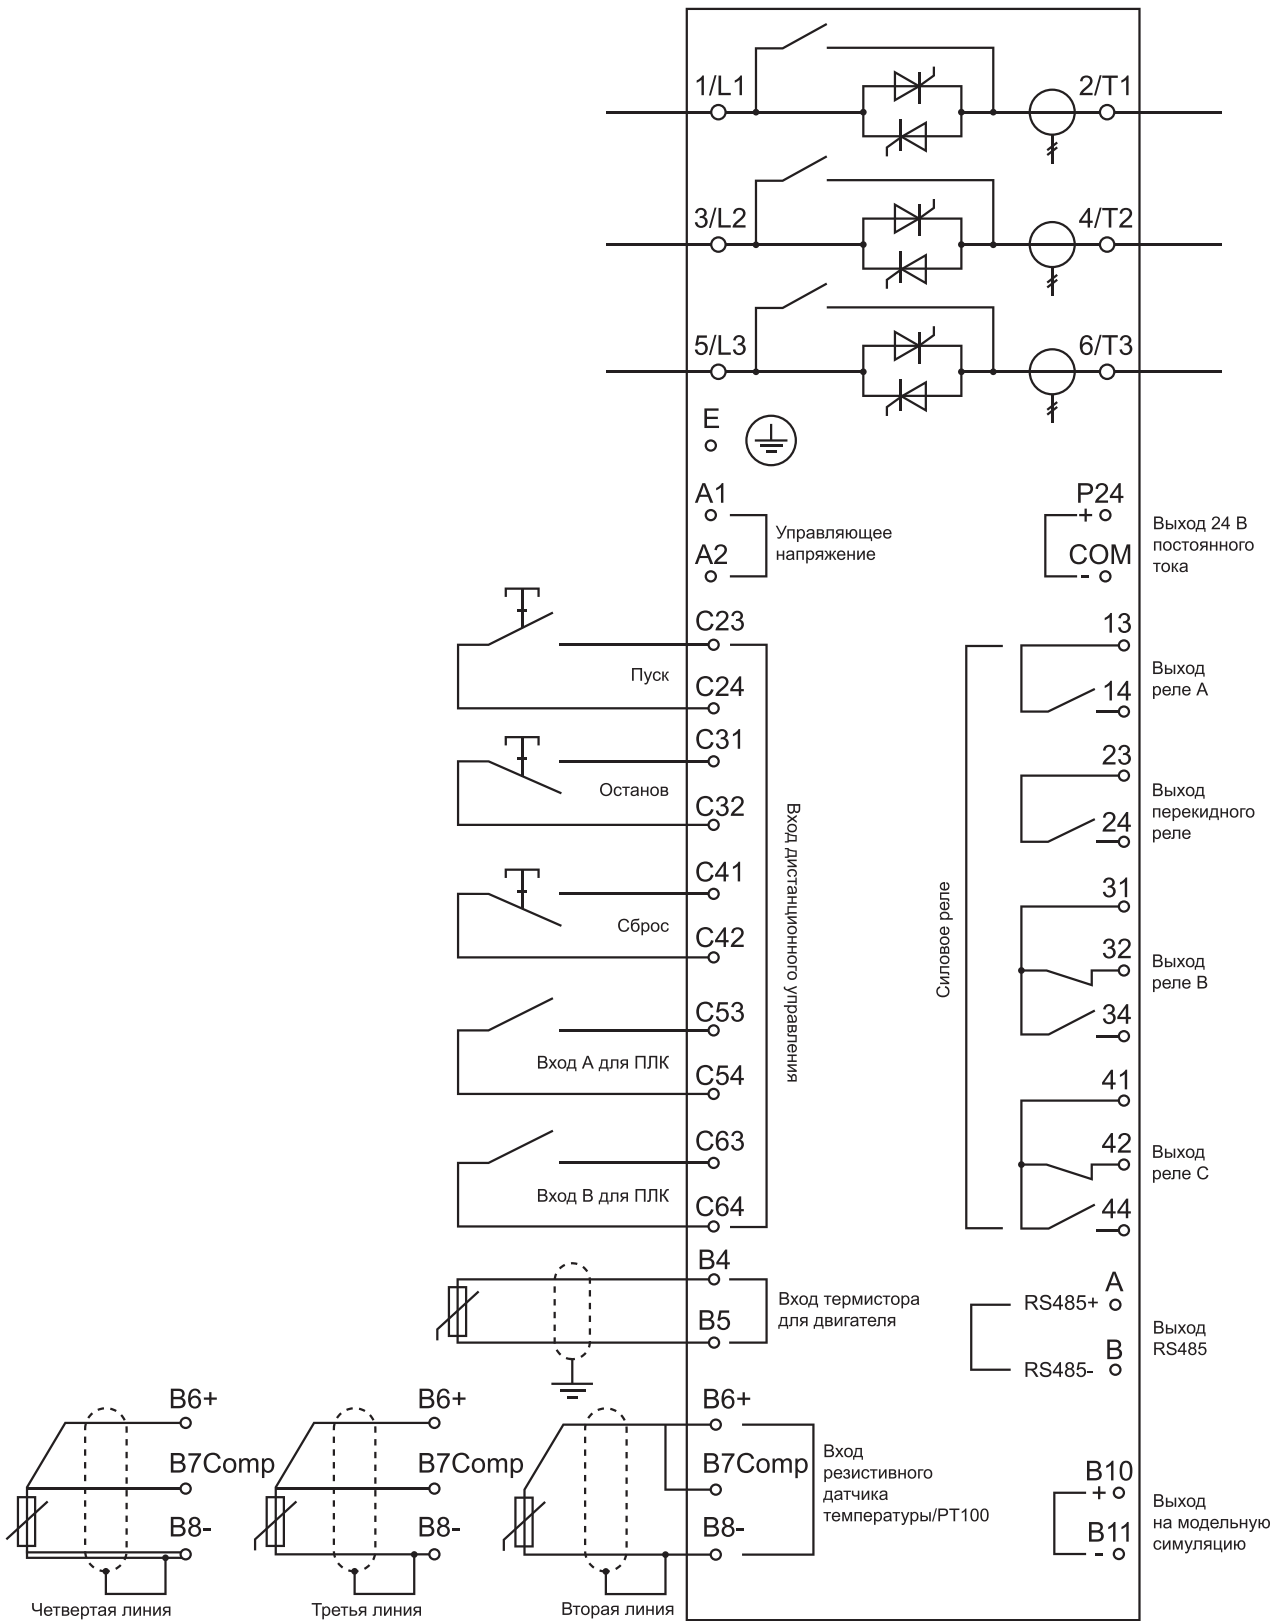 1/L1
2/T1
3/L2
4/T2
5/L3
6/T3
E
A1
A2
Управляющее
напряжение
P24
+
COM
-
Выход 24 В
постоянного
тока
C23
Пуск
C24
C31
Останов
C32
C41
Сброс
C42
C53
Вход А для ПЛК
C54
C63
Вход В для ПЛК
C64
Вход дистанционного управления
Силовое реле
13
14
Выход
реле А
23
24
Выход
перекидного
реле
31
32
34
Выход
реле В
41
42
44
Выход
реле С
B4
B5
Вход термистора
для двигателя
RS485+
A
RS485-
B
Выход
RS485
B6+
B7Comp
B8-
Четвертая линия
B6+
B7Comp
B8-
Третья линия
B6+
B7Comp
B8-
Вторая линия
Вход
резистивного
датчика
температуры/PT100
B10
+
B11
-
Выход
на модельную
симуляцию